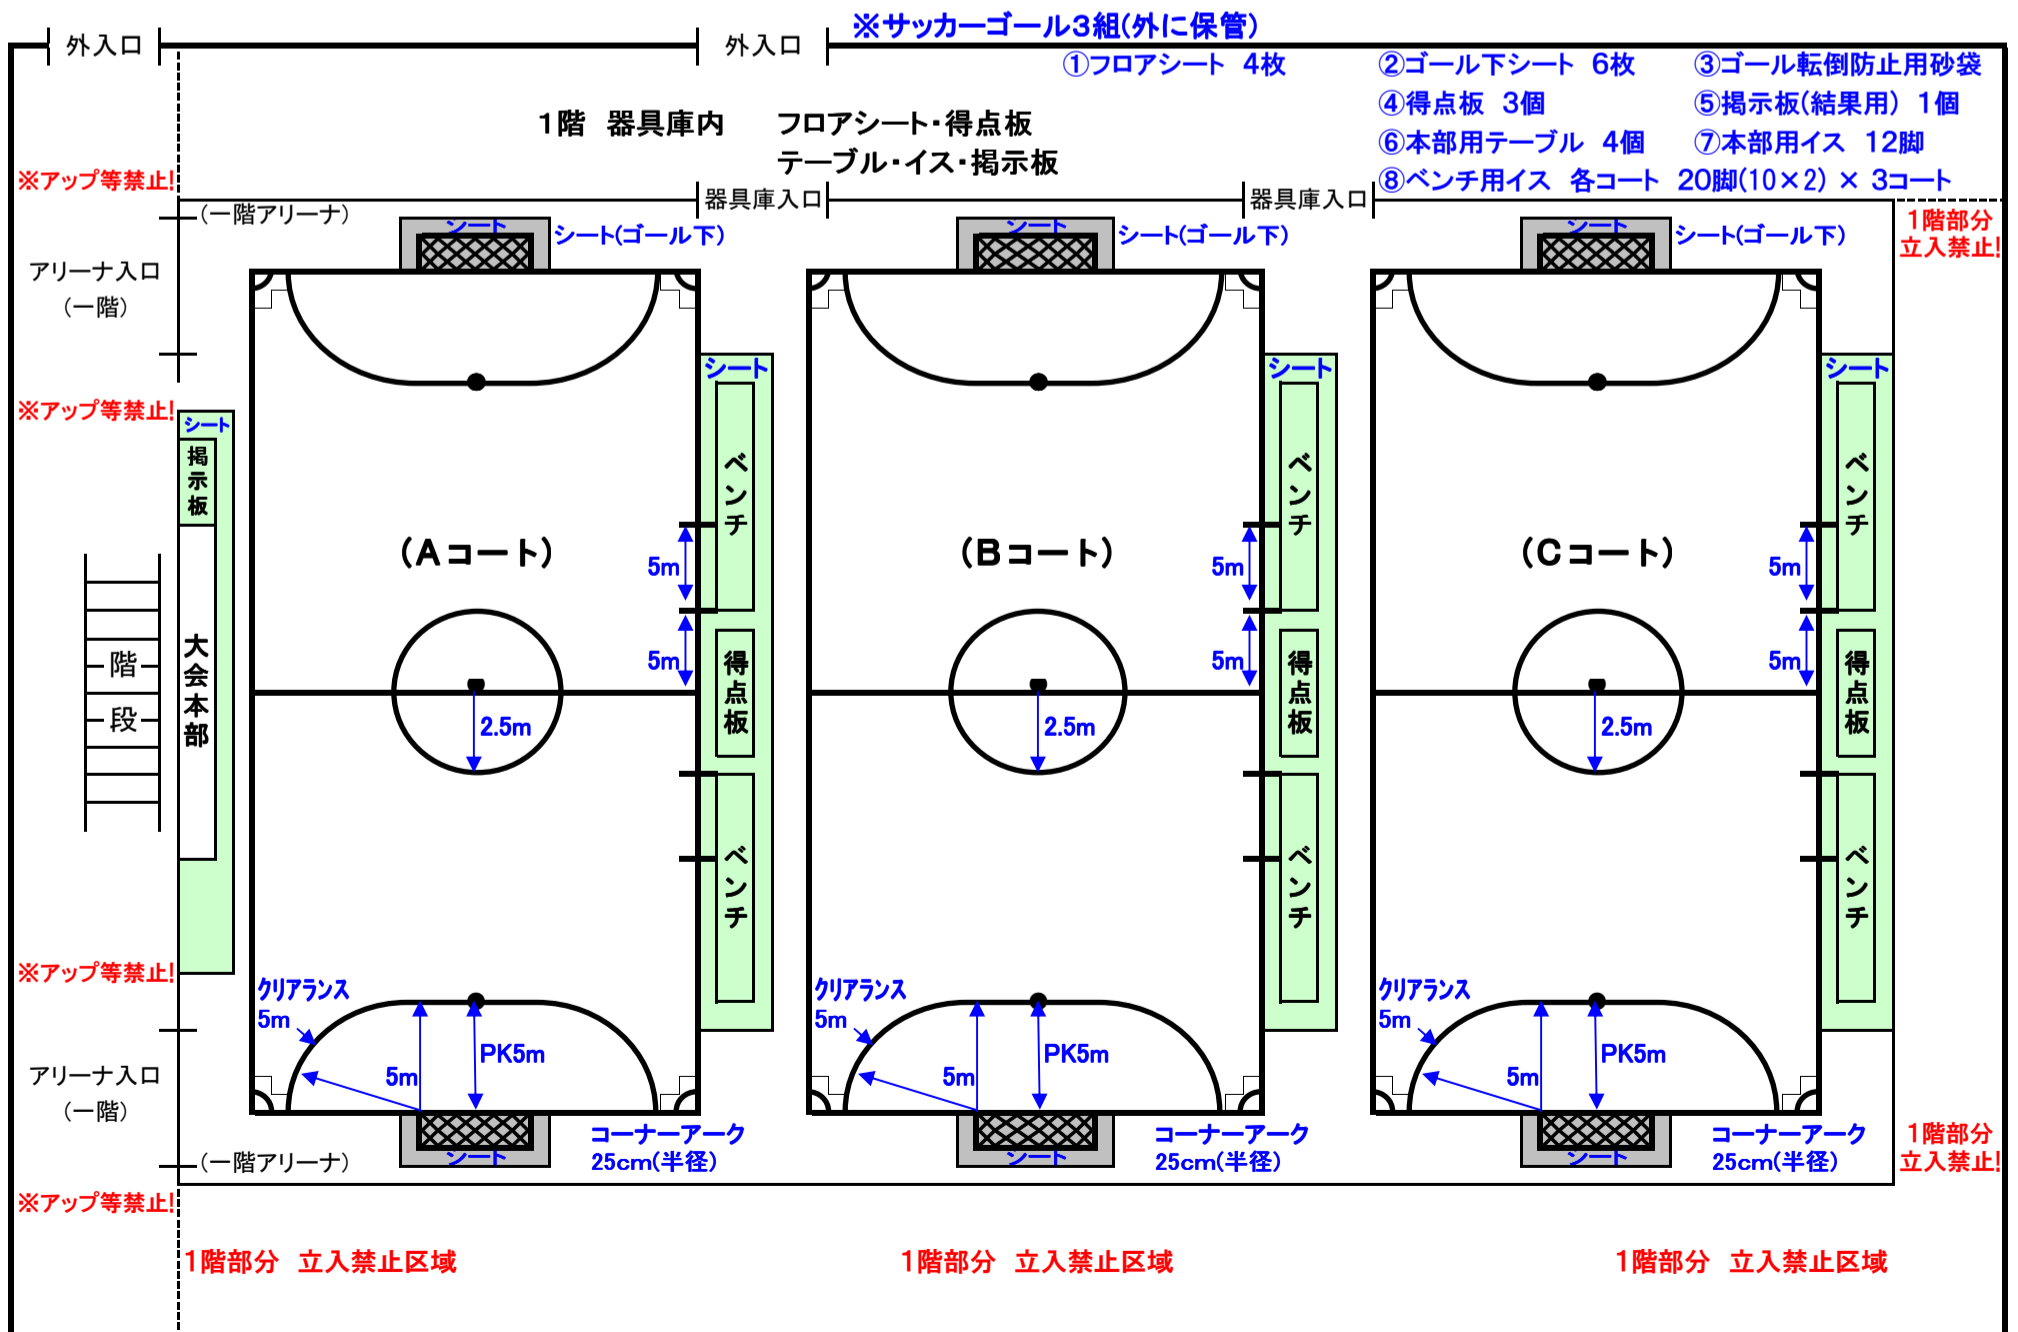 ※サッカーゴール３組(外に保管)
外入口
外入口
①フロアシート　4枚
②ゴール下シート　6枚
③ゴール転倒防止用砂袋
１階　器具庫内　　フロアシート・得点板
④得点板　3個
⑤掲示板(結果用)　1個
テーブル・イス・掲示板
⑥本部用テーブル　4個
⑦本部用イス　12脚
※アップ等禁止!
⑧ベンチ用イス　各コート　20脚(10×2)　×　3コート
器具庫入口
器具庫入口
(一階アリーナ)
シート
シート(ゴール下)
シート
シート(ゴール下)
シート
シート(ゴール下)
1階部分
立入禁止!
アリーナ入口
(一階)
シート
シート
シート
※アップ等禁止!
シート
掲示板
ベンチ
ベンチ
ベンチ
(Aコート)
(Bコート)
(Cコート)
5m
5m
5m
階段
大会本部
5m
得点板
5m
得点板
5m
得点板
2.5m
2.5m
2.5m
ベンチ
ベンチ
ベンチ
※アップ等禁止!
クリアランス
5m
クリアランス
5m
クリアランス
5m
PK5m
PK5m
PK5m
5m
5m
5m
アリーナ入口
(一階)
(一階アリーナ)
シート
コーナーアーク
25cm(半径)
シート
コーナーアーク
25cm(半径)
シート
コーナーアーク
25cm(半径)
1階部分
立入禁止!
※アップ等禁止!
1階部分　立入禁止区域
1階部分　立入禁止区域
1階部分　立入禁止区域